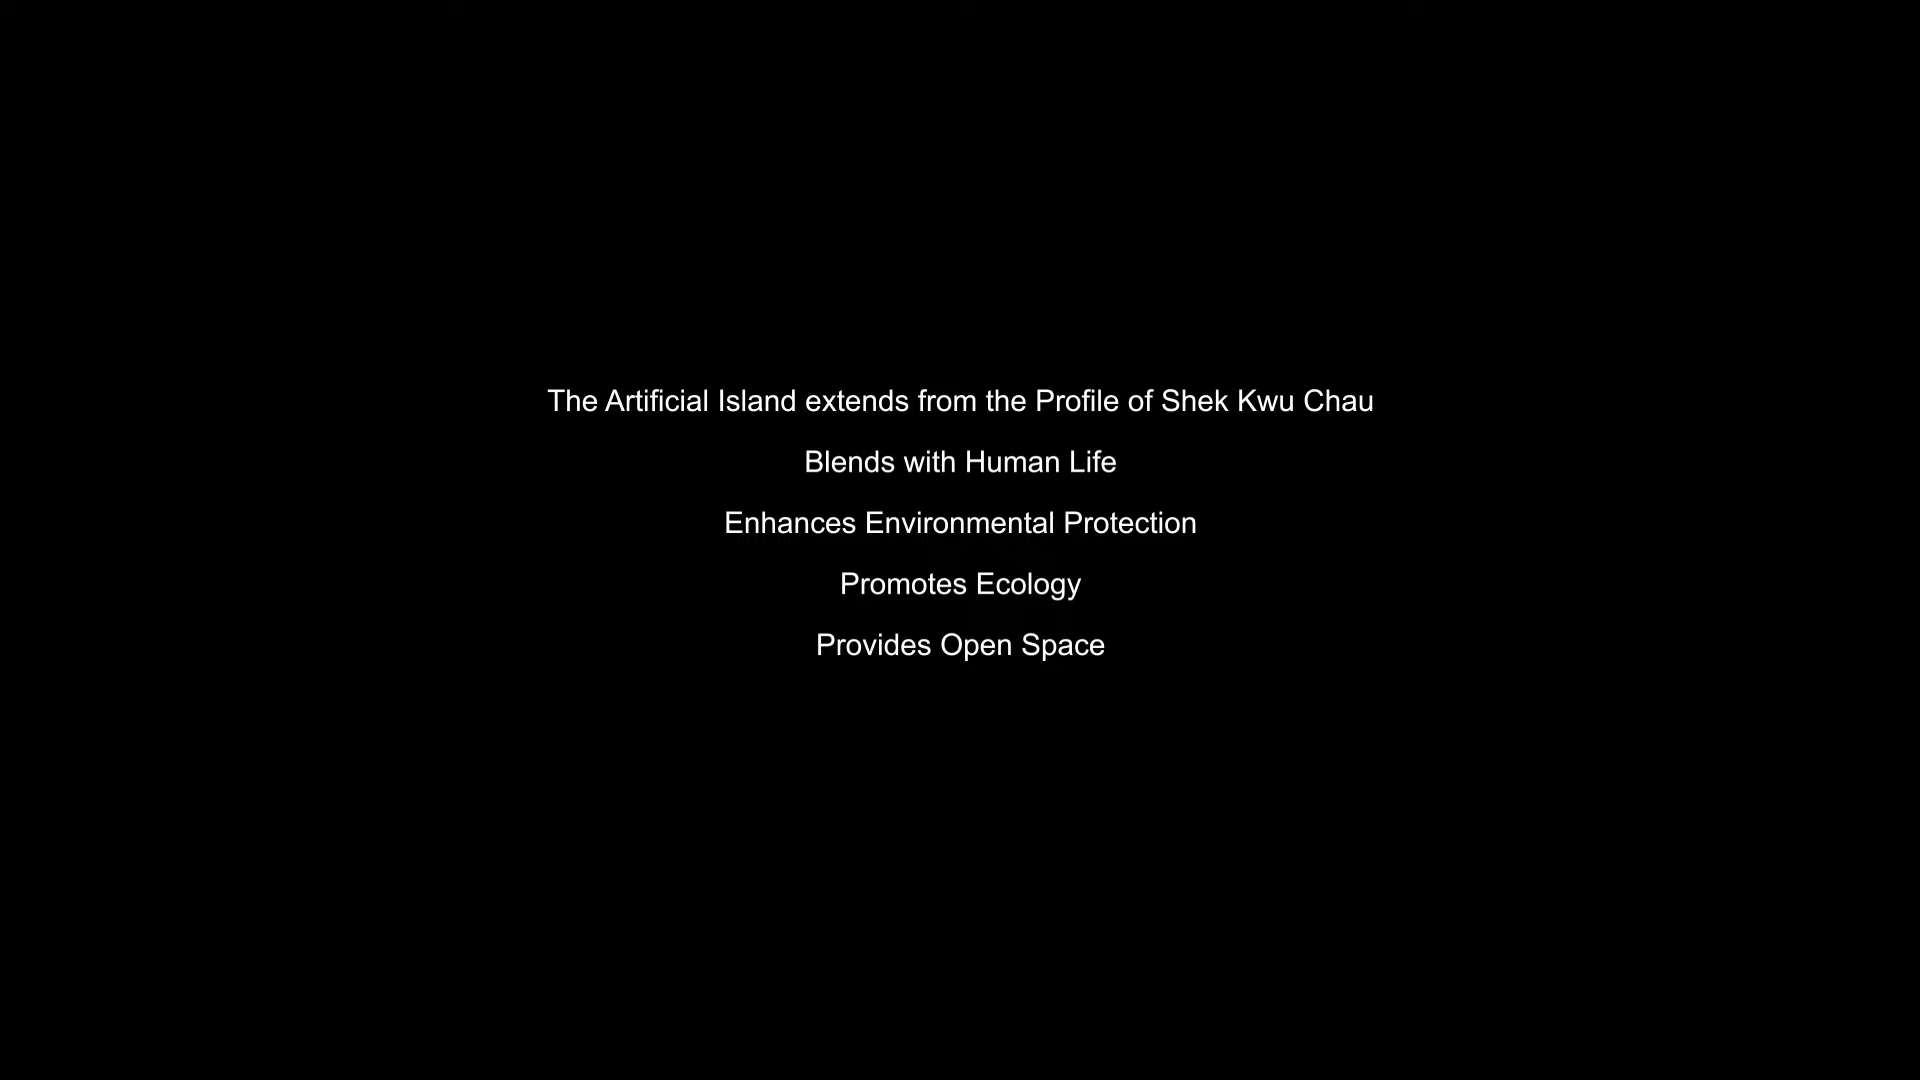 The Artificial Island extends from the Profile of Shek Kwu Chau
Blends with Human Life
Enhances Environmental Protection
Promotes Ecology
Provides Open Space